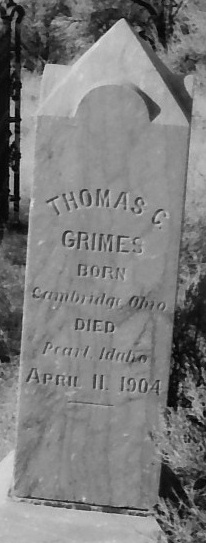 THOMAS C.
GRIMES
BORN
Cambridge, Ohio
DIED
Pearl, Idaho
APRIL 11, 1904